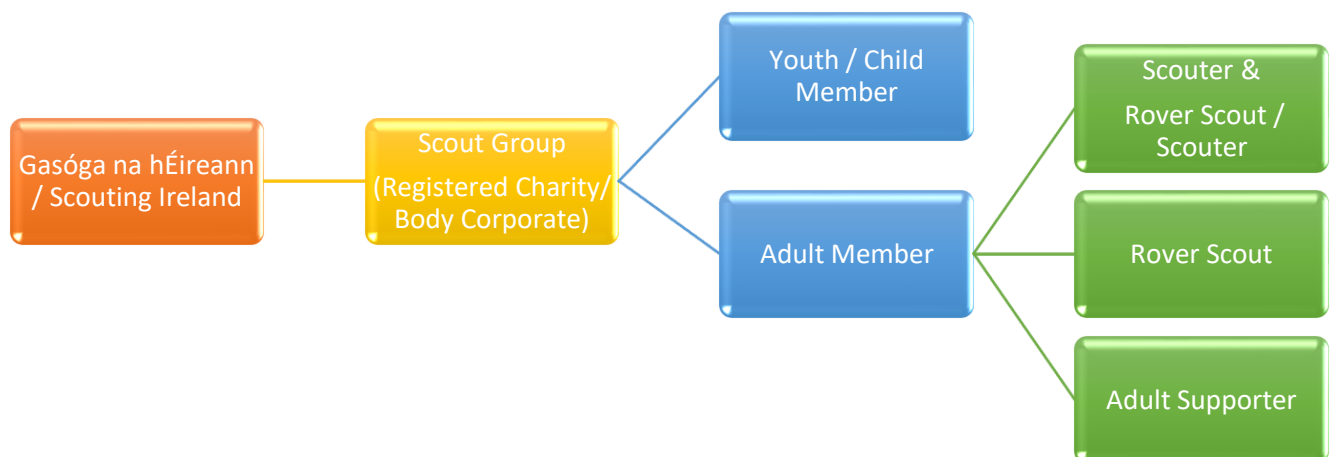 Gasóga na hÉireann
/ Scouting Ireland
Scout Group
(Registered Charity/
Body Corporate)
Youth / Child
Member
Adult Member
Scouter &
Rover Scout /
Scouter
Rover Scout
Adult Supporter